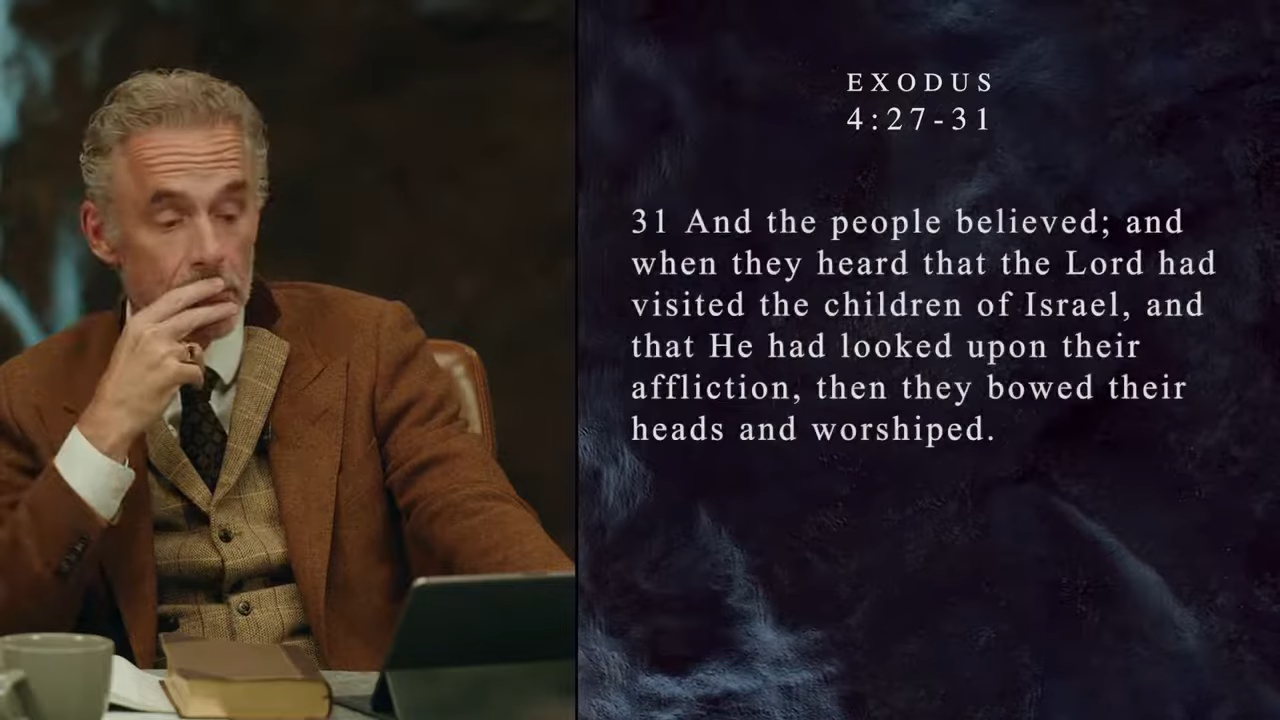 EXODUS
4:27-31
31 And the people believed; and
when they heard that the Lord had
visited the children of Israel, and
that He had looked upon their
affliction, then they bowed their
heads and worshiped.